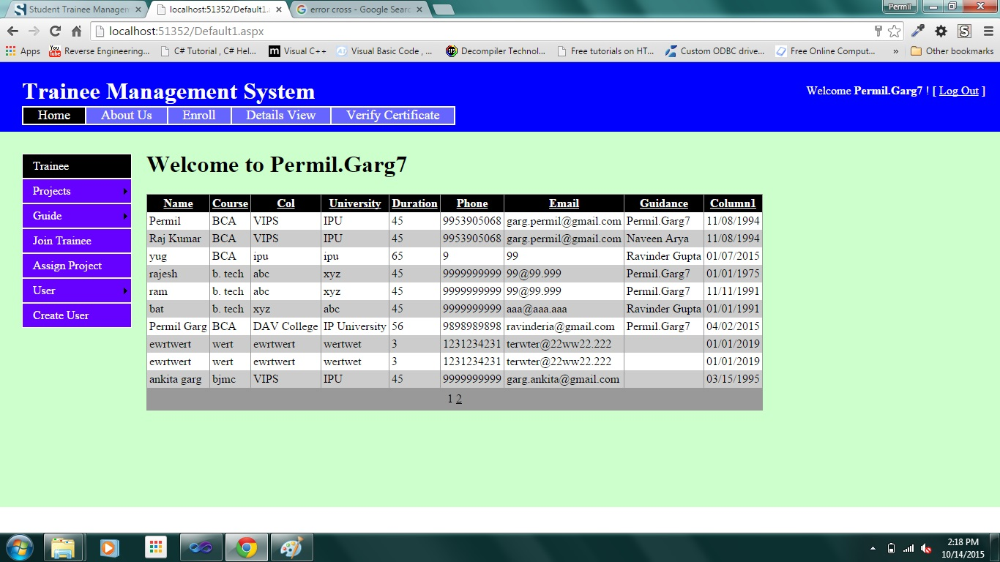 Student Trainee Managem
localhost:51352/Default1.a
error cross - Google Searc
Permil
localhost:51352/Default1.aspx
Apps
Reverse Engineering...
C# Tutorial , C# Hel...
Visual C++
Visual Basic Code , ...
Decompiler Technol...
Free tutorials on HT...
Custom ODBC drive...
Free Online Comput...
» Other bookmarks
Trainee Management System
Welcome Permil.Garg7 ! [ Log Out ]
Home About Us Enroll Details View Verify Certificate
Trainee
Projects
Guide
Join Trainee
Assign Project
User
Create User
Welcome to Permil.Garg7
Name Course Col University Duration Phone Email Guidance Column1
Permil BCA VIPS IPU 45 9953905068 garg.permil@gmail.com Permil.Garg7 11/08/1994
Raj Kumar BCA VIPS IPU 45 9953905068 garg.permil@gmail.com Naveen Arya 11/08/1994
yug BCA ipu ipu 65 9 99 Ravinder Gupta 01/07/2015
rajesh b. tech abc xyz 45 9999999999 99@99.999 Permil.Garg7 01/01/1975
ram b. tech abc xyz 45 9999999999 99@99.999 Permil.Garg7 11/11/1991
bat b. tech xyz abc 45 9999999999 aaa@aaa.aaa Ravinder Gupta 01/01/1991
Permil Garg BCA DAV College IP University 56 9898989898 ravinderia@gmail.com Permil.Garg7 04/02/2015
ewrtwert wert ewrtwert wertwet 3 1231234231 terwter@22ww22.222 01/01/2019
ewrtwert wert ewrtwert wertwet 3 1231234231 terwter@22ww22.222 01/01/2019
ankita garg bjmc VIPS IPU 45 9999999999 garg.ankita@gmail.com 03/15/1995
1 2
2:18 PM
10/14/2015